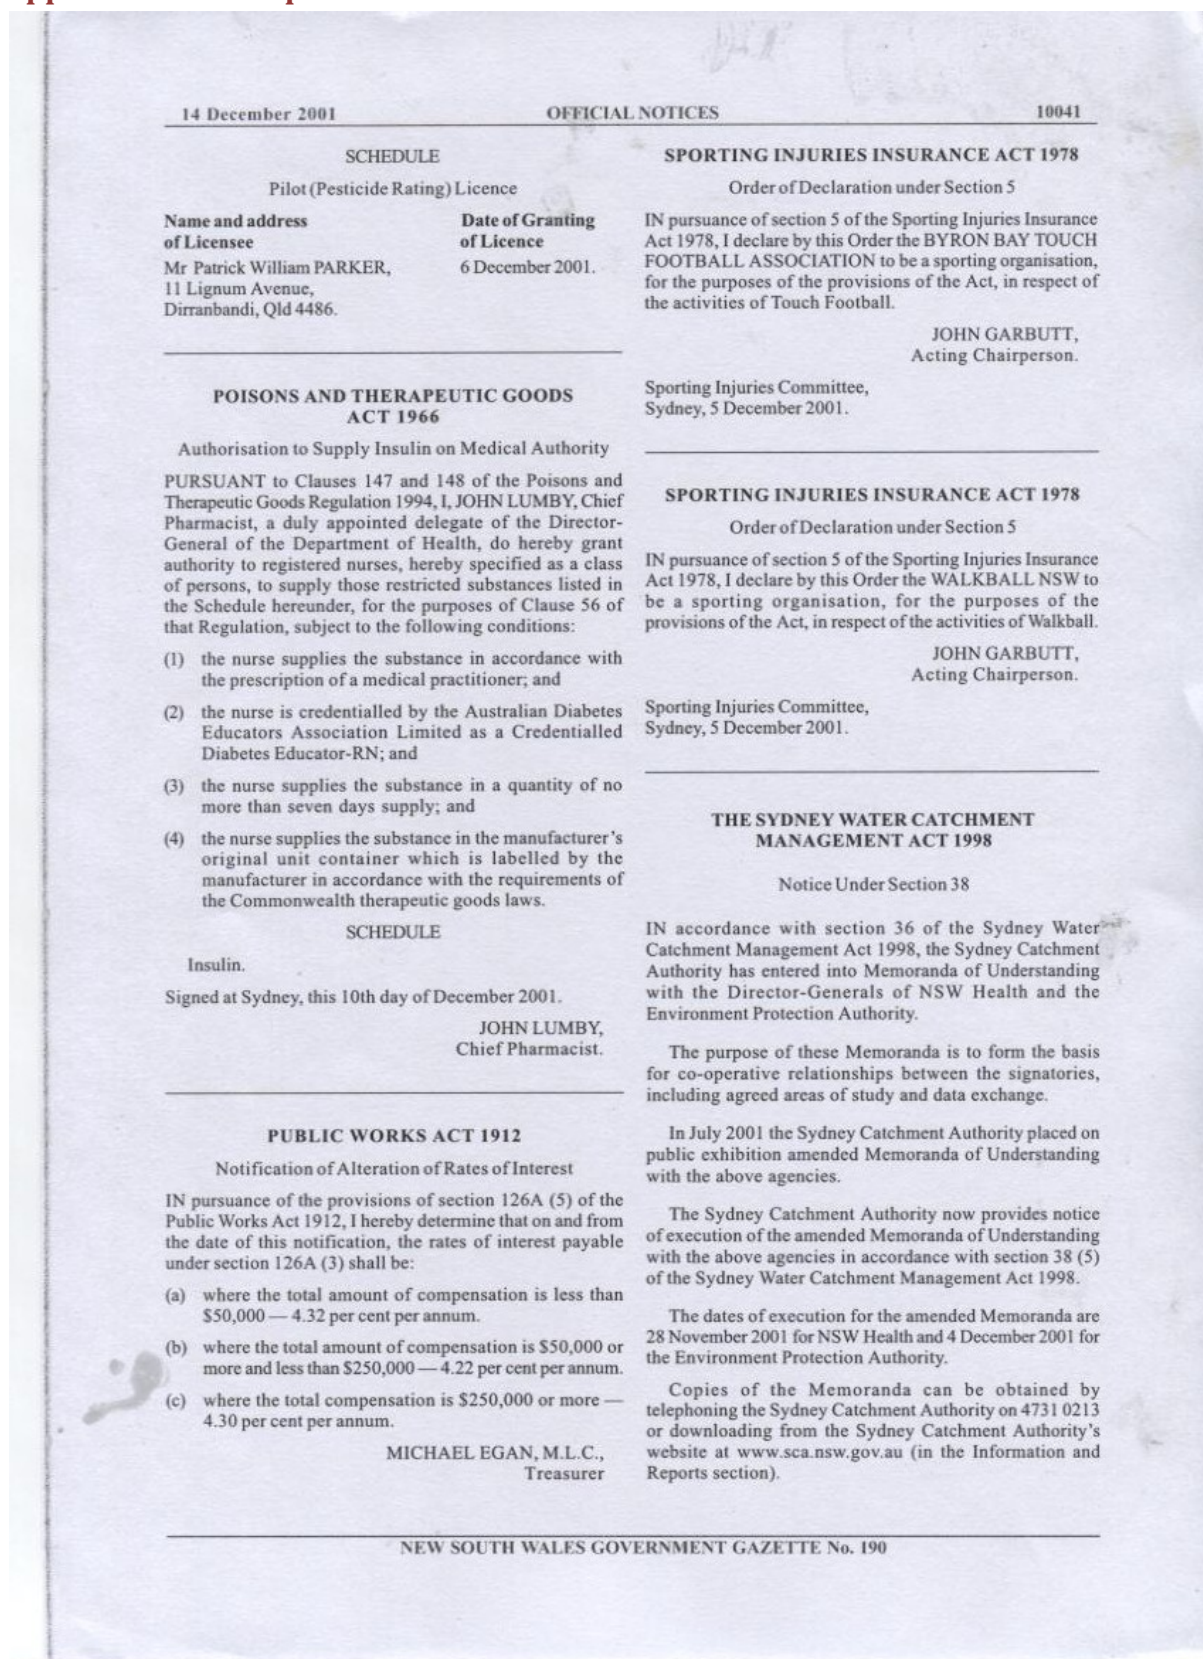 14 December 2001 OFFICIAL NOTICES 10041
SCHEDULE
Pilot (Pesticide Rating) Licence
Name and address Date of Granting
of Licensee of Licence
Mr Patrick William PARKER, 6 December 2001.
11 Lignum Avenue,
Dirranbandi, Qld 4486.
POISONS AND THERAPEUTIC GOODS
ACT 1966
Authorisation to Supply Insulin on Medical Authority
PURSUANT to Clauses 147 and 148 of the Poisons and
Therapeutic Goods Regulation 1994, I, JOHN LUMBY, Chief
Pharmacist, a duly appointed delegate of the Director-
General of the Department of Health, do hereby grant
authority to registered nurses, hereby specified as a class
of persons, to supply those restricted substances listed in
the Schedule hereunder, for the purposes of Clause 56 of
that Regulation, subject to the following conditions:
(1) the nurse supplies the substance in accordance with
the prescription of a medical practitioner; and
(2) the nurse is credentialled by the Australian Diabetes
Educators Association Limited as a Credentialled
Diabetes Educator-RN; and
(3) the nurse supplies the substance in a quantity of no
more than seven days supply; and
(4) the nurse supplies the substance in the manufacturer's
original unit container which is labelled by the
manufacturer in accordance with the requirements of
the Commonwealth therapeutic goods laws.
SCHEDULE
Insulin.
Signed at Sydney, this 10th day of December 2001.
JOHN LUMBY,
Chief Pharmacist.
PUBLIC WORKS ACT 1912
Notification of Alteration of Rates of Interest
IN pursuance of the provisions of section 126A (5) of the
Public Works Act 1912, I hereby determine that on and from
the date of this notification, the rates of interest payable
under section 126A (3) shall be:
(a) where the total amount of compensation is less than
$50,000 — 4.32 per cent per annum.
(b) where the total amount of compensation is $50,000 or
more and less than $250,000 — 4.22 per cent per annum.
(c) where the total compensation is $250,000 or more —
4.30 per cent per annum.
MICHAEL EGAN, M.L.C.,
Treasurer
SPORTING INJURIES INSURANCE ACT 1978
Order of Declaration under Section 5
IN pursuance of section 5 of the Sporting Injuries Insurance
Act 1978, I declare by this Order the BYRON BAY TOUCH
FOOTBALL ASSOCIATION to be a sporting organisation,
for the purposes of the provisions of the Act, in respect of
the activities of Touch Football.
JOHN GARBUTT,
Acting Chairperson.
Sporting Injuries Committee,
Sydney, 5 December 2001.
SPORTING INJURIES INSURANCE ACT 1978
Order of Declaration under Section 5
IN pursuance of section 5 of the Sporting Injuries Insurance
Act 1978, I declare by this Order the WALKBALL NSW to
be a sporting organisation, for the purposes of the
provisions of the Act, in respect of the activities of Walkball.
JOHN GARBUTT,
Acting Chairperson.
Sporting Injuries Committee,
Sydney, 5 December 2001.
THE SYDNEY WATER CATCHMENT
MANAGEMENT ACT 1998
Notice Under Section 38
IN accordance with section 36 of the Sydney Water
Catchment Management Act 1998, the Sydney Catchment
Authority has entered into Memoranda of Understanding
with the Director-Generals of NSW Health and the
Environment Protection Authority.
The purpose of these Memoranda is to form the basis
for co-operative relationships between the signatories,
including agreed areas of study and data exchange.
In July 2001 the Sydney Catchment Authority placed on
public exhibition amended Memoranda of Understanding
with the above agencies.
The Sydney Catchment Authority now provides notice
of execution of the amended Memoranda of Understanding
with the above agencies in accordance with section 38 (5)
of the Sydney Water Catchment Management Act 1998.
The dates of execution for the amended Memoranda are
28 November 2001 for NSW Health and 4 December 2001 for
the Environment Protection Authority.
Copies of the Memoranda can be obtained by
telephoning the Sydney Catchment Authority on 4731 0213
or downloading from the Sydney Catchment Authority's
website at www.sca.nsw.gov.au (in the Information and
Reports section).
NEW SOUTH WALES GOVERNMENT GAZETTE No. 190